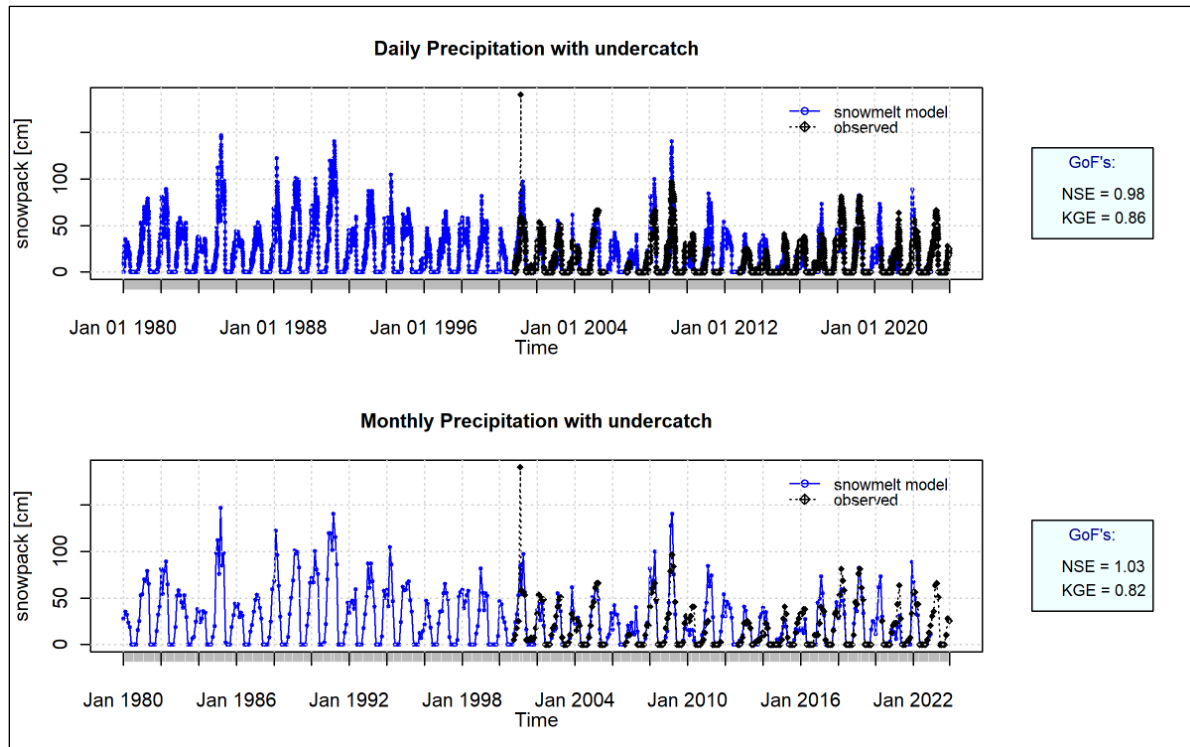 Daily Precipitation with undercatch
snowpack [cm]
100
50
0
snowmelt model
observed
GoF's:
NSE = 0.98
KGE = 0.86
Jan 01 1980
Jan 01 1988
Jan 01 1996
Jan 01 2004
Jan 01 2012
Jan 01 2020
Time
Monthly Precipitation with undercatch
snowpack [cm]
100
50
0
snowmelt model
observed
GoF's:
NSE = 1.03
KGE = 0.82
Jan 1980
Jan 1986
Jan 1992
Jan 1998
Jan 2004
Jan 2010
Jan 2016
Jan 2022
Time